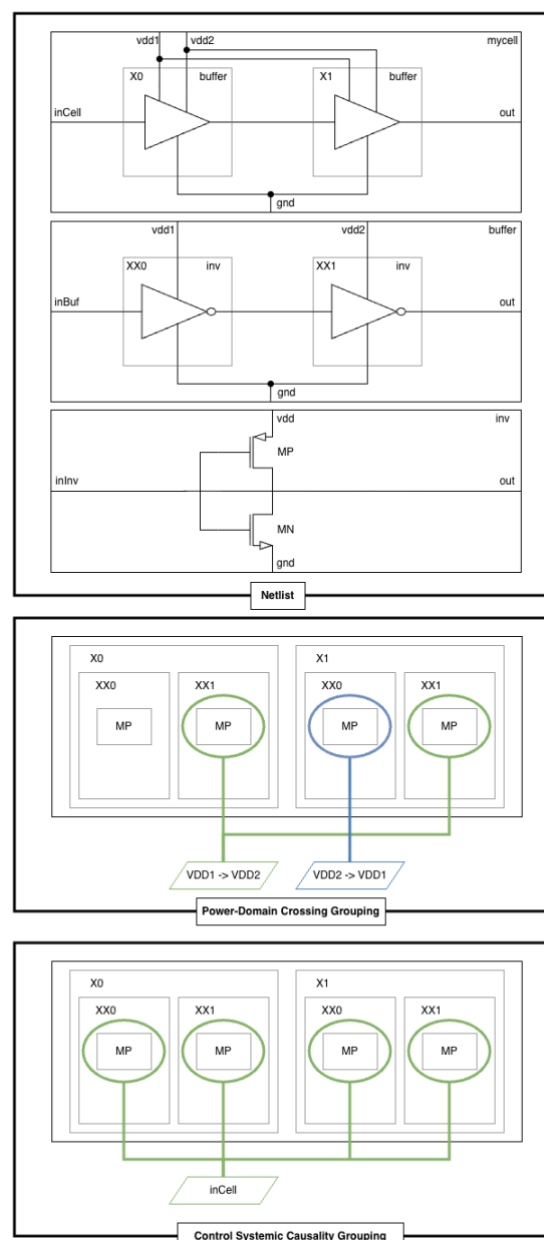 vdd1 vdd2 mycell
X0 buffer X1 buffer
inCell out
gnd
vdd1 vdd2 buffer
XX0 inv XX1 inv
inBuf out
gnd
vdd inv
MP
inInv out
MN
gnd
Netlist
X0 X1
XX0 XX1 XX0 XX1
MP MP MP MP
VDD1 -> VDD2 VDD2 -> VDD1
Power-Domain Crossing Grouping
X0 X1
XX0 XX1 XX0 XX1
MP MP MP MP
inCell
Control Systemic Causality Grouping